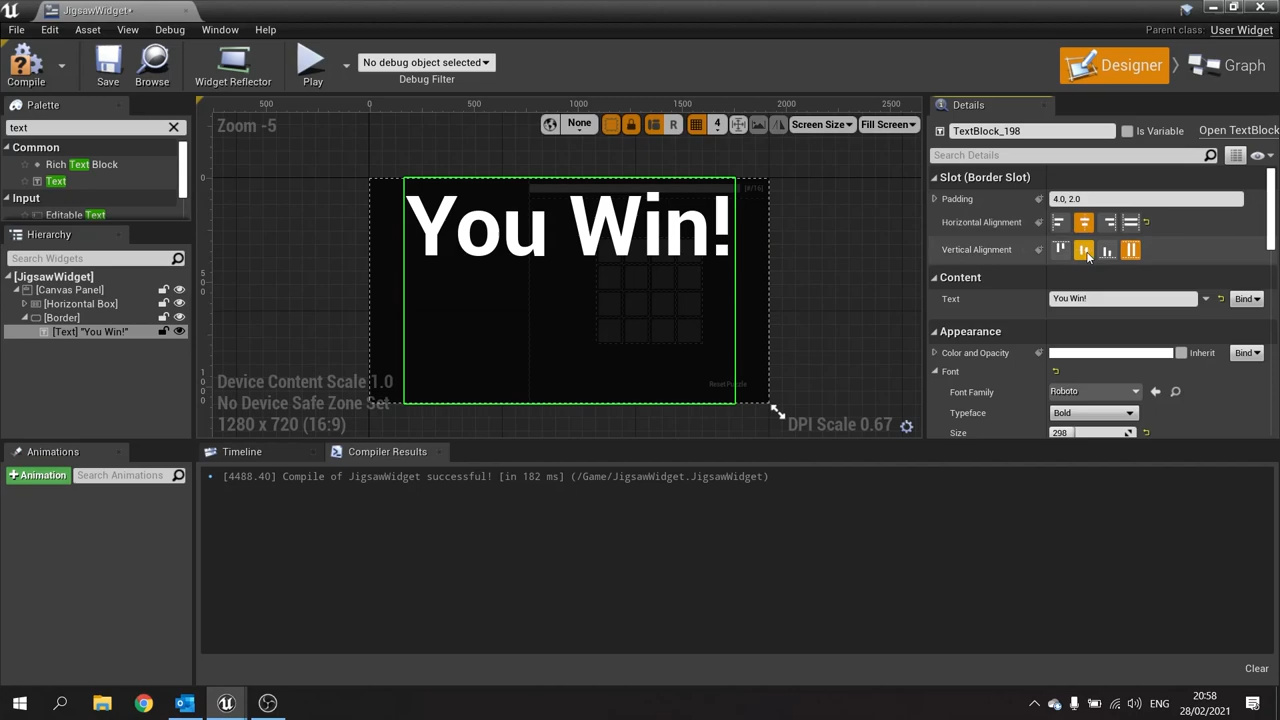 JigsawWidget*
File Edit Asset View Debug Window Help
Parent class: User Widget
Compile
Save
Browse
Widget Reflector
Play
No debug object selected
Debug Filter
Designer
Graph
Palette
text
Common
Rich Text Block
Text
Input
Editable Text
Hierarchy
Search Widgets
[JigsawWidget]
[Canvas Panel]
[Horizontal Box]
[Border]
[Text] "You Win!"
500 0 500 1000 1500 2000 2500
Zoom -5
None
R
4
Screen Size
Fill Screen
0
500
1000
[#/16]
You Win!
Reset Puzzle
Device Content Scale 1.0
No Device Safe Zone Set
1280 x 720 (16:9)
DPI Scale 0.67
Details
TextBlock_198
Is Variable
Open TextBlock
Search Details
Slot (Border Slot)
Padding 4.0, 2.0
Horizontal Alignment
Vertical Alignment
Content
Text You Win! Bind
Appearance
Color and Opacity Inherit Bind
Font
Font Family Roboto
Typeface Bold
Size 298
Animations
+Animation
Search Animations
Timeline
Compiler Results
[4488.40] Compile of JigsawWidget successful! [in 182 ms] (/Game/JigsawWidget.JigsawWidget)
Clear
ENG
20:58
28/02/2021